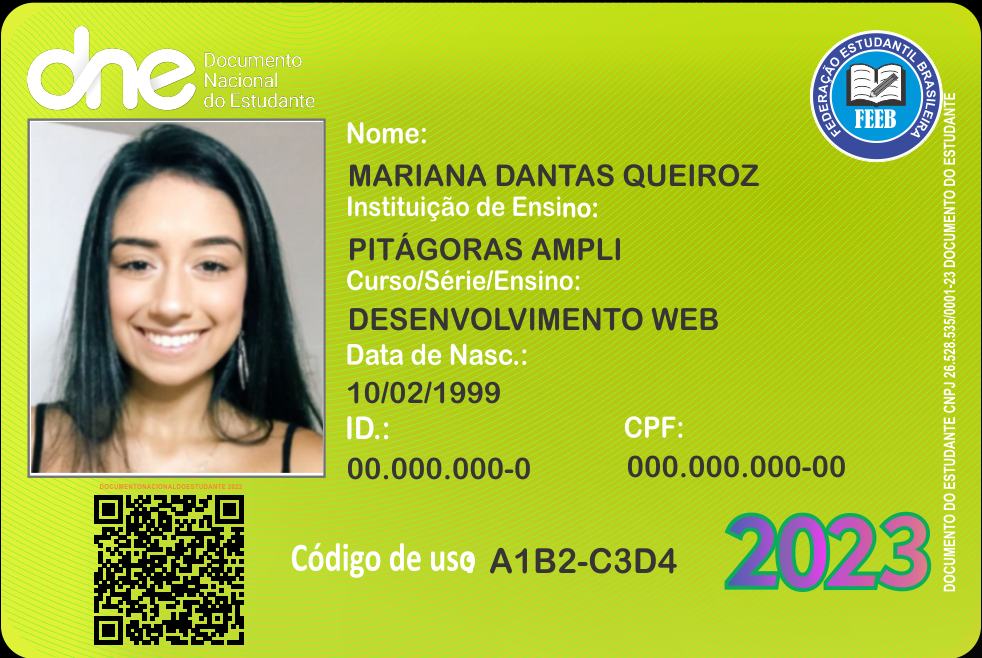 dne
Documento
Nacional
do Estudante
FEDERAÇÃO ESTUDANTIL BRASILEIRA
FEEB
Nome:
MARIANA DANTAS QUEIROZ
Instituição de Ensino:
PITÁGORAS AMPLI
Curso/Série/Ensino:
DESENVOLVIMENTO WEB
Data de Nasc.:
10/02/1999
ID.:
CPF:
00.000.000-0
000.000.000-00
DOCUMENTONACIONALDOESTUDANTE 2022
Código de uso
A1B2-C3D4
2023
DOCUMENTO DO ESTUDANTE CNPJ 26.528.535/0001-23 DOCUMENTO DO ESTUDANTE